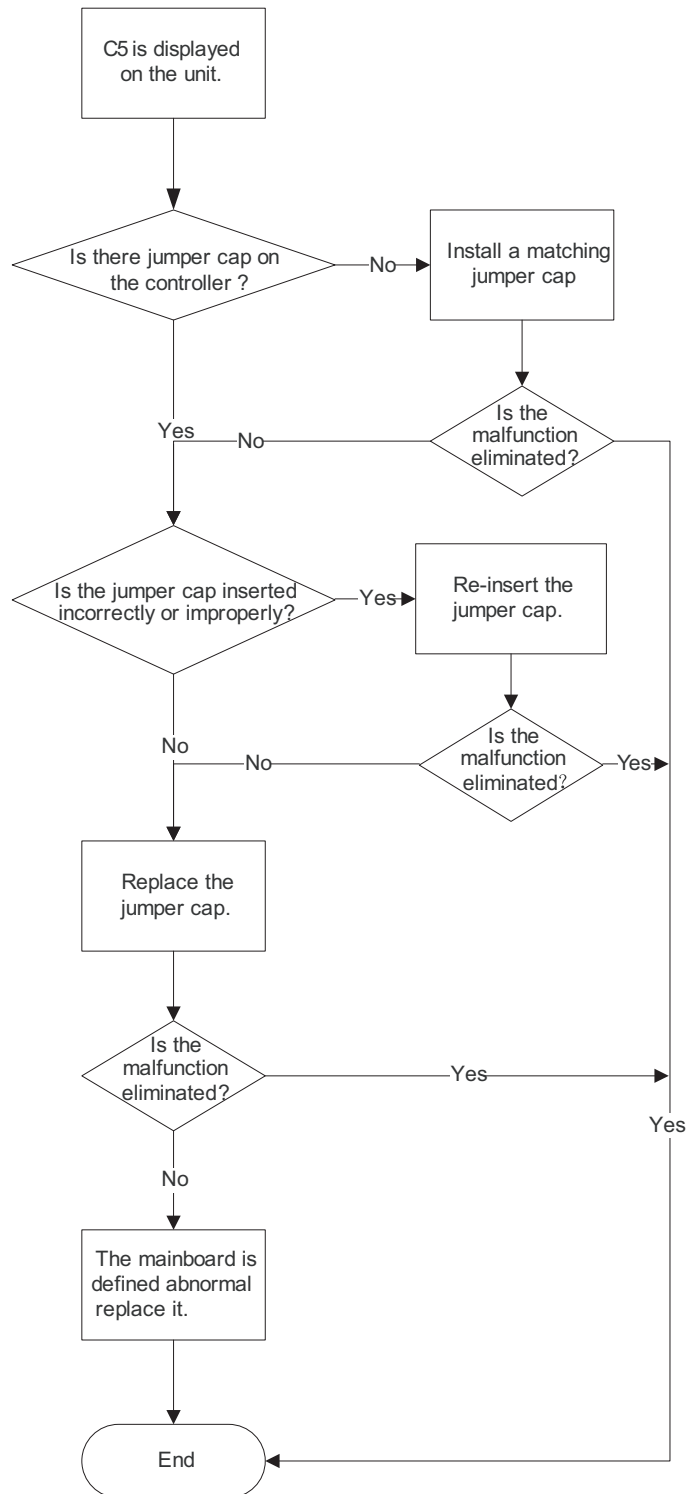 C5 is displayed
on the unit.
Is there jumper cap on
the controller ?
No
Install a matching
jumper cap
Yes
No
Is the
malfunction
eliminated?
Is the jumper cap inserted
incorrectly or improperly?
Yes
Re-insert the
jumper cap.
No
No
Is the
malfunction
eliminated?
Yes
Replace the
jumper cap.
Is the
malfunction
eliminated?
Yes
Yes
No
The mainboard is
defined abnormal
replace it.
End